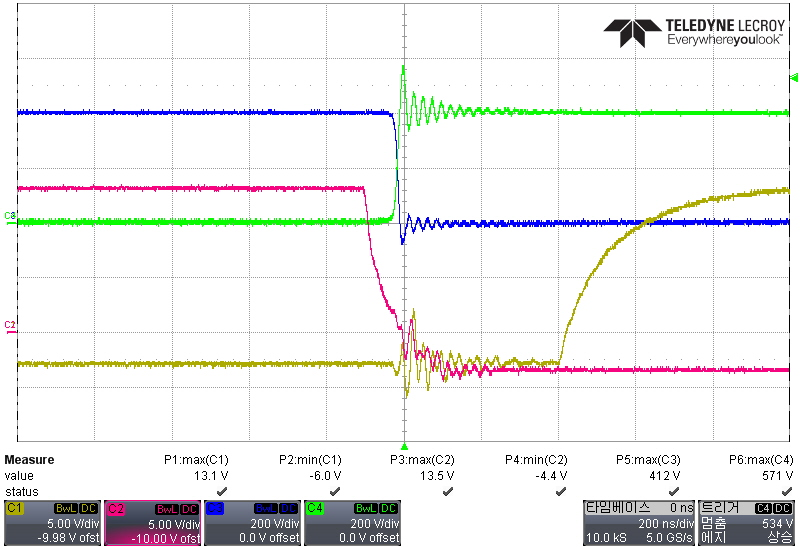 TELEDYNE LECROY
Everywhereyoulook™
C2
Measure P1:max(C1) P2:min(C1) P3:max(C2) P4:min(C2) P5:max(C3) P6:max(C4)
value 13.1 V -6.0 V 13.5 V -4.4 V 412 V 571 V
status
C1 BwL DC
5.00 V/div
-9.98 V ofst
C2 BwL DC
5.00 V/div
-10.00 V ofst
C3 BwL DC
200 V/div
0.0 V offset
C4 BwL DC
200 V/div
0.0 V offset
타임베이스 0 ns
200 ns/div
10.0 kS 5.0 GS/s
트리거 C4 DC
멈춤 534 V
에지 상승